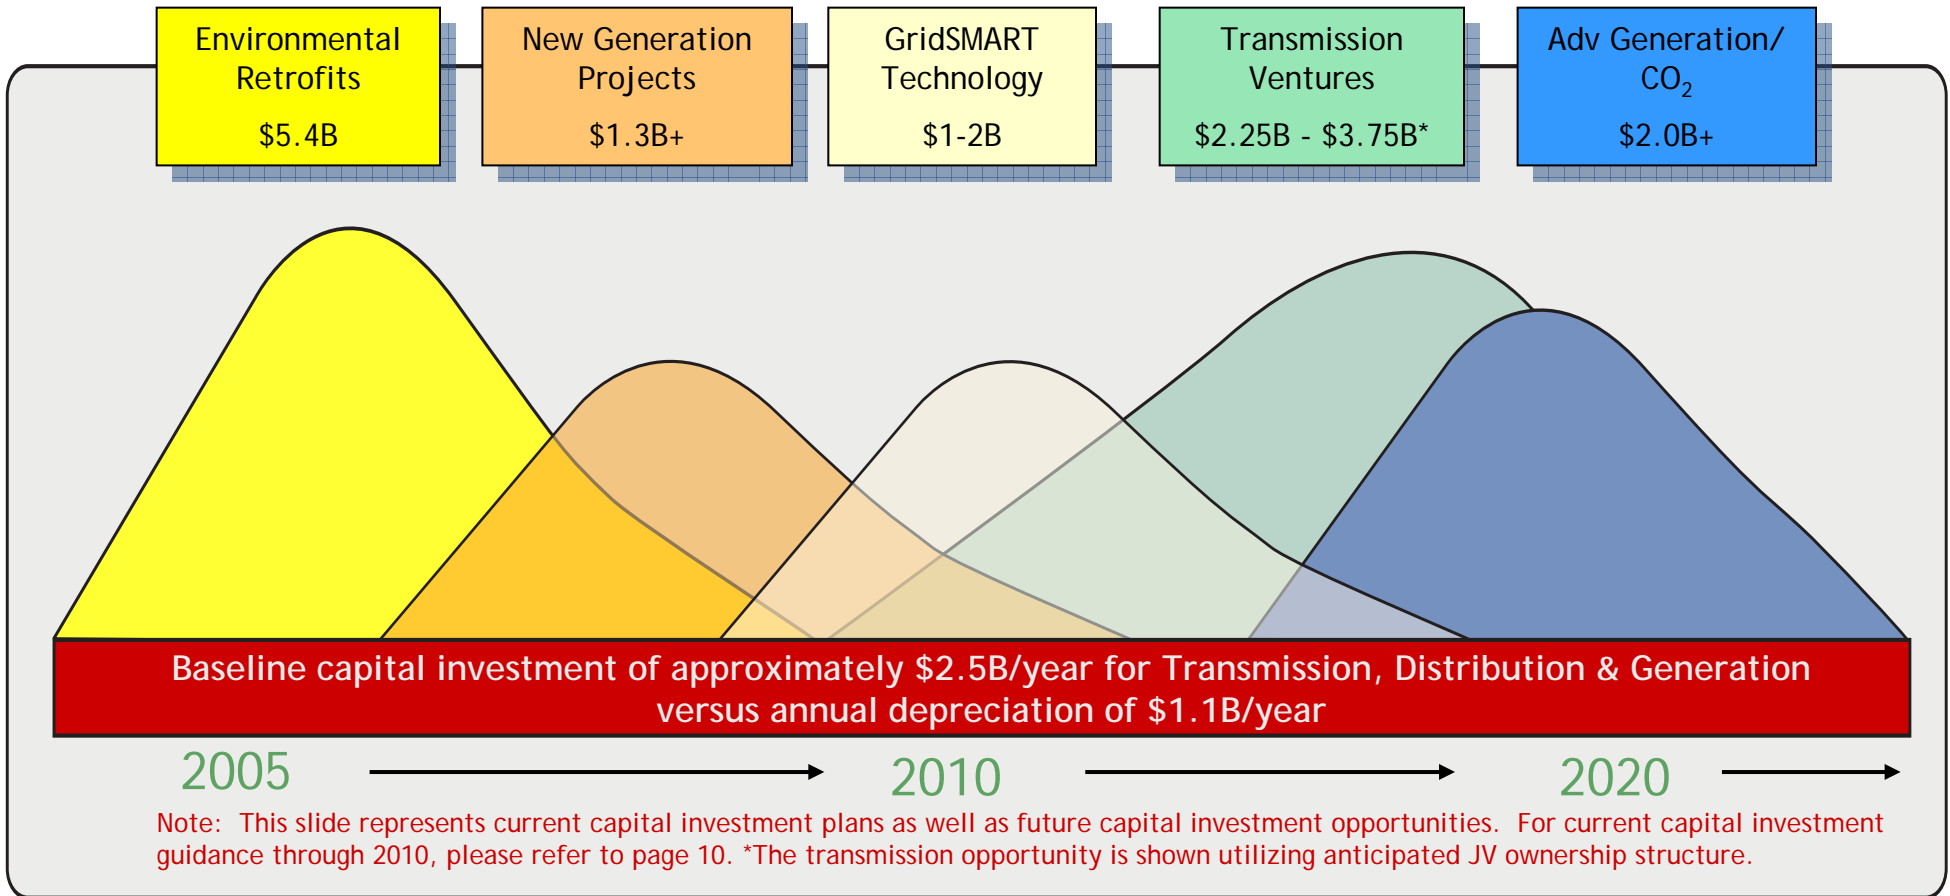 Environmental
Retrofits
$5.4B
New Generation
Projects
$1.3B+
GridSMART
Technology
$1-2B
Transmission
Ventures
$2.25B - $3.75B*
Adv Generation/
CO₂
$2.0B+
Baseline capital investment of approximately $2.5B/year for Transmission, Distribution & Generation
versus annual depreciation of $1.1B/year
2005
2010
2020
Note:  This slide represents current capital investment plans as well as future capital investment opportunities.  For current capital investment
guidance through 2010, please refer to page 10. *The transmission opportunity is shown utilizing anticipated JV ownership structure.